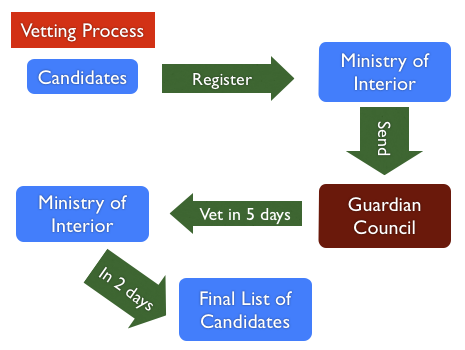 Vetting Process
Candidates
Register
Ministry of
Interior
Send
Guardian
Council
Vet in 5 days
Ministry of
Interior
In 2 days
Final List of
Candidates